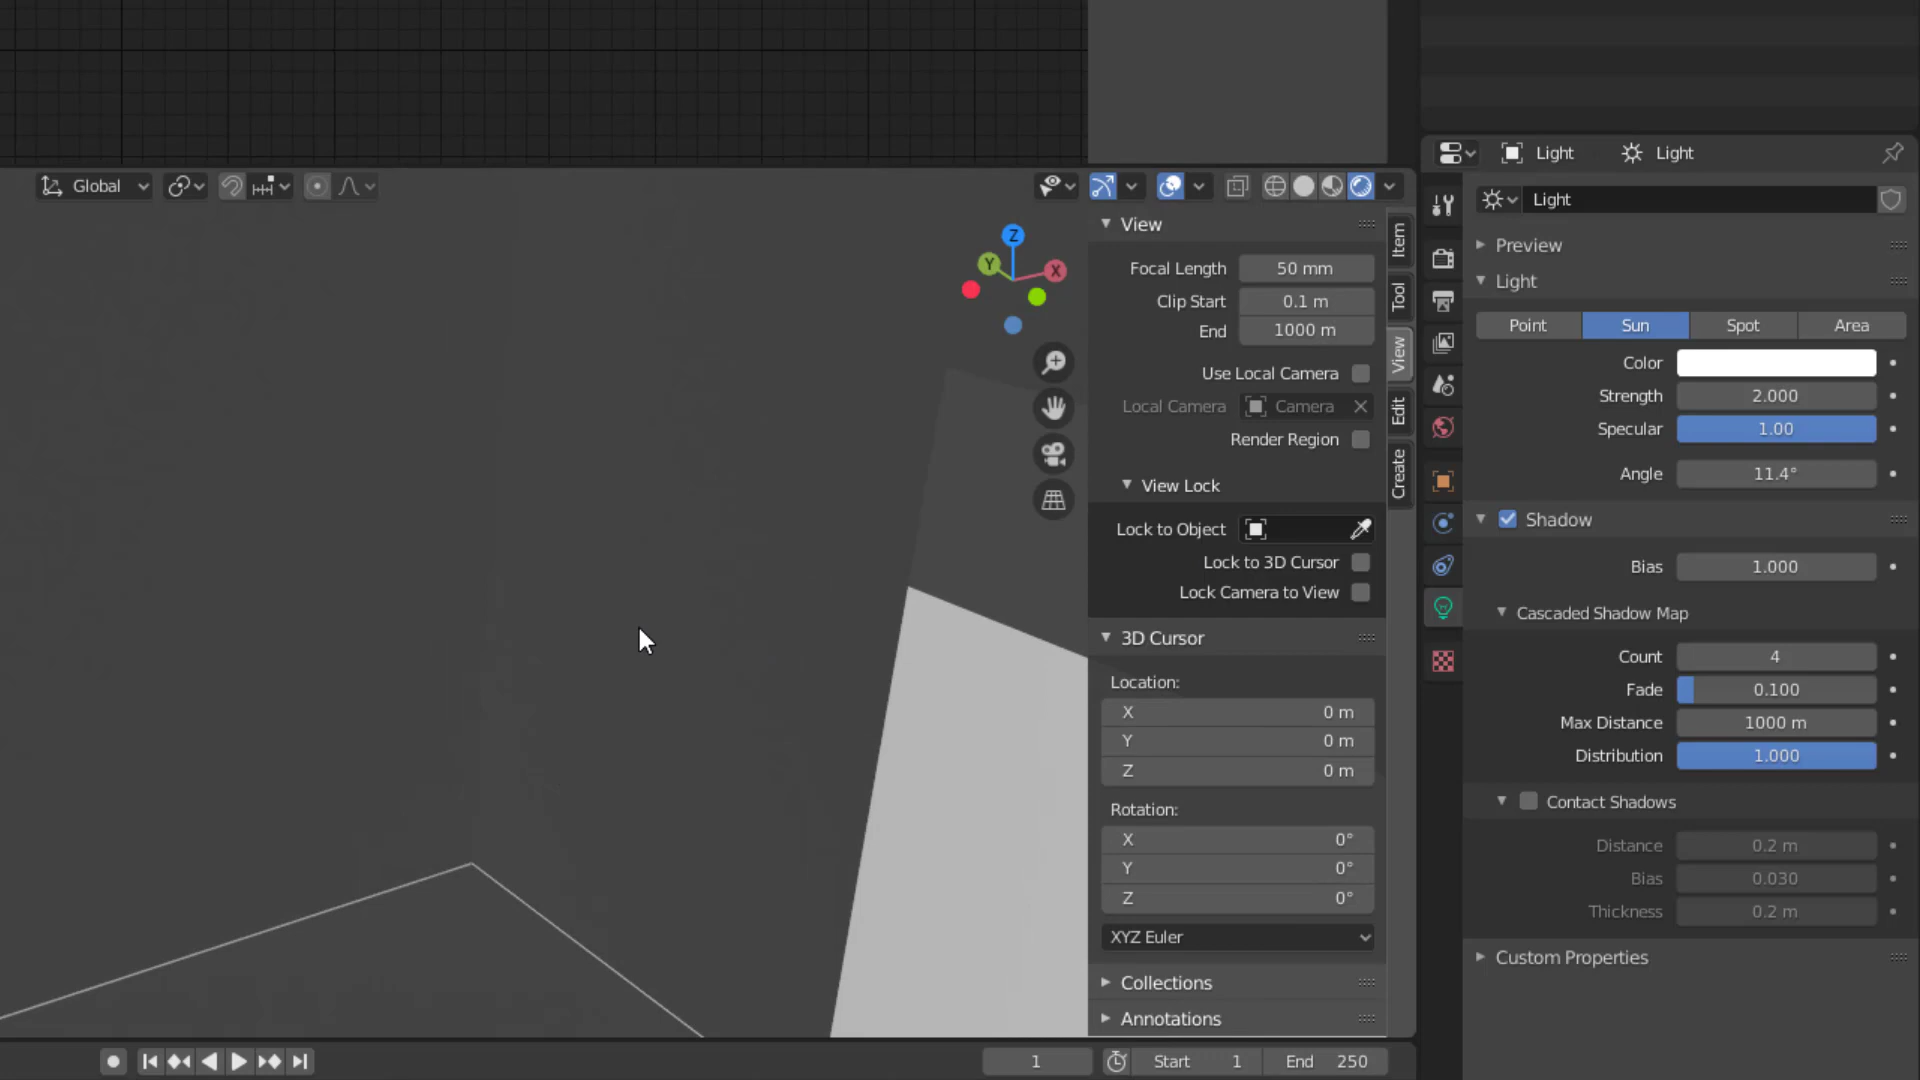 Global
Z
Y
X
View
Focal Length 50 mm
Clip Start 0.1 m
End 1000 m
Use Local Camera
Local Camera Camera
Render Region
View Lock
Lock to Object
Lock to 3D Cursor
Lock Camera to View
3D Cursor
Location:
X 0 m
Y 0 m
Z 0 m
Rotation:
X 0°
Y 0°
Z 0°
XYZ Euler
Collections
Annotations
Item
Tool
View
Edit
Create
Light Light
Light
Preview
Light
Point Sun Spot Area
Color
Strength 2.000
Specular 1.00
Angle 11.4°
Shadow
Bias 1.000
Cascaded Shadow Map
Count 4
Fade 0.100
Max Distance 1000 m
Distribution 1.000
Contact Shadows
Distance 0.2 m
Bias 0.030
Thickness 0.2 m
Custom Properties
1 Start 1 End 250